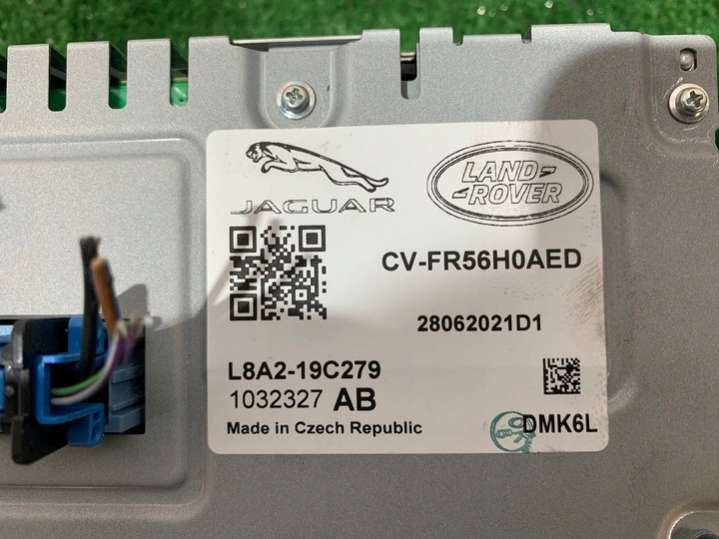 JAGUAR
LAND
ROVER
CV-FR56H0AED
28062021D1
L8A2-19C279
1032327 AB
Made in Czech Republic
DMK6L